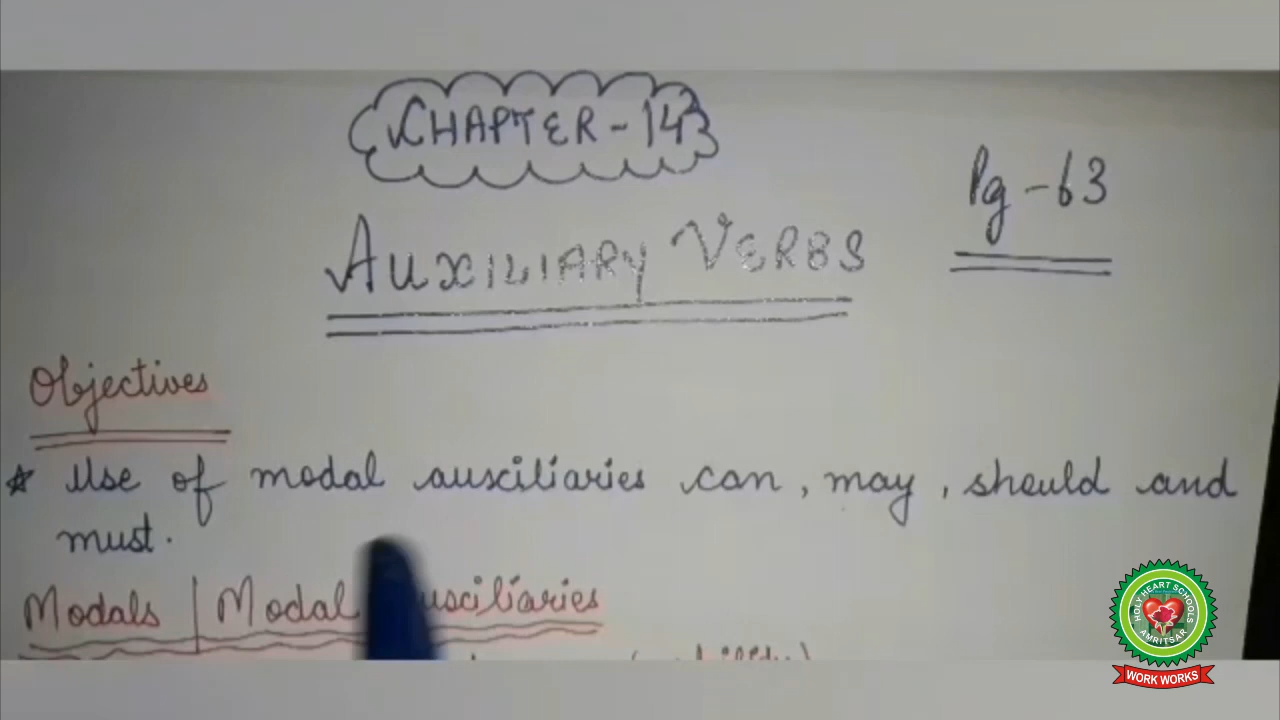 CHAPTER-14
Pg-63
AUXILIARY VERBS
Objectives
* Use of modal auxiliaries can, may, should and
must.
Modals | Modal Auxiliaries
HOLY HEART SCHOOLS
AMRITSAR
WORK WORKS